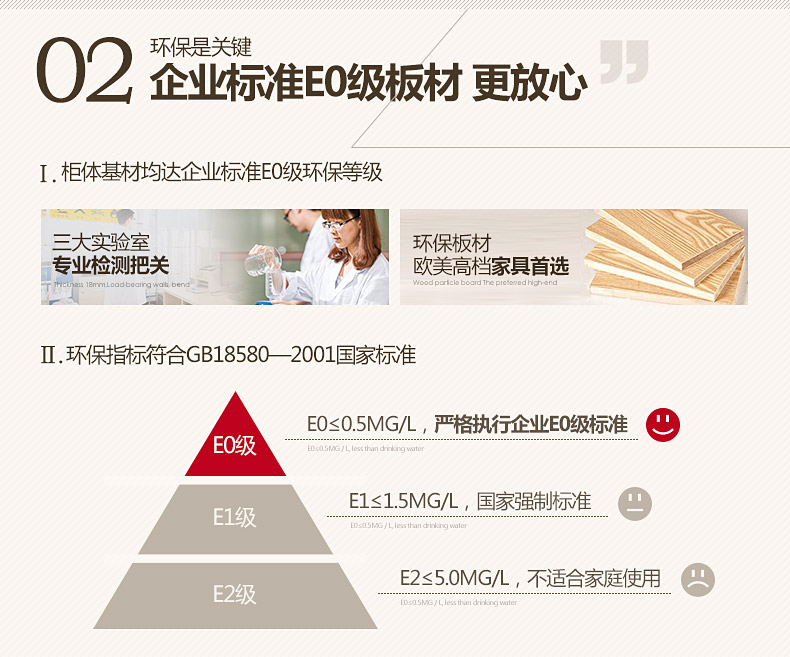 02
环保是关键
企业标准E0级板材 更放心
I.柜体基材均达企业标准E0级环保等级
三大实验室
专业检测把关
Thickness 18mm.Load-bearing walls, bend
环保板材
欧美高档家具首选
Wood particle board The preferred high-end
II.环保指标符合GB18580—2001国家标准
E0级
E0≤0.5MG/L，严格执行企业E0级标准
E0≤0.5MG / L, less than drinking water
E1级
E1≤1.5MG/L，国家强制标准
E0≤0.5MG / L, less than drinking water
E2级
E2≤5.0MG/L，不适合家庭使用
E0≤0.5MG / L, less than drinking water